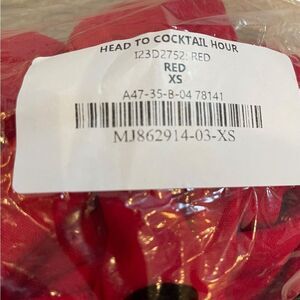 HEAD TO COCKTAIL HOUR
I23D2752: RED
RED
XS
A47-35-B-04 78141
MJ862914-03-XS